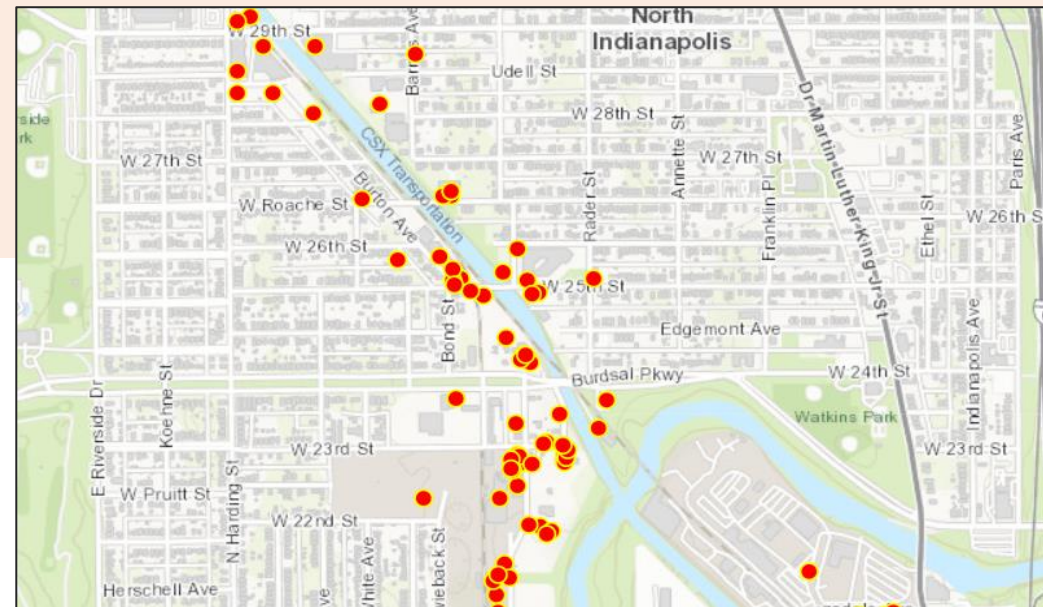 North
Indianapolis
W 29th St
Udell St
W 28th St
W 27th St
W 27th St
W Roache St
W 26th St
W 26th S
W 25th St
Edgemont Ave
W 24th St
Burdsal Pkwy
Watkins Park
W 23rd St
W 23rd St
W Pruitt St
W 22nd St
Herschell Ave
CSX Transportation
Burton Ave
Bond St
Rader St
Annette St
Franklin Pl
Dr-Martin-Luther-King-Jr-St
Ethel St
Paris Ave
Indianapolis Ave
E Riverside Dr
Koehne St
N Harding St
White Ave
wieback St